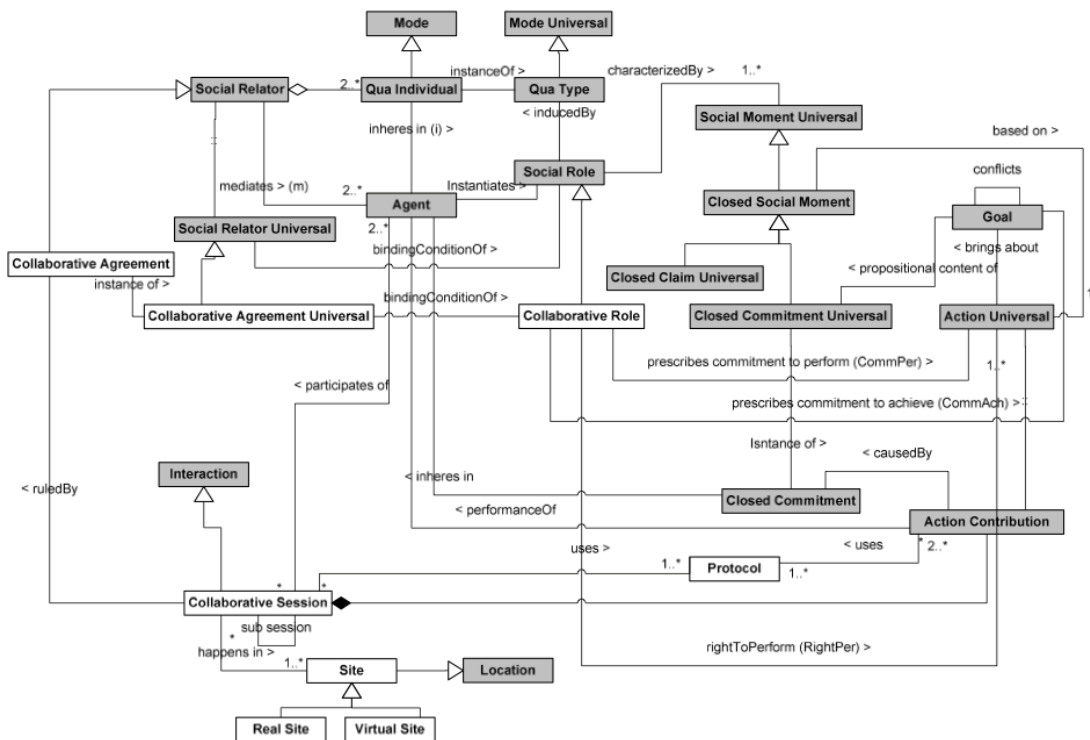 Mode
Mode Universal
instanceOf >
characterizedBy >
1..*
Social Relator
2..*
Qua Individual
Qua Type
< inducedBy
Social Moment Universal
inheres in (i) >
based on >
conflicts
mediates > (m)
2..*
Instantiates >
Social Role
Closed Social Moment
Agent
Goal
2..*
Social Relator Universal
bindingConditionOf >
< brings about
Collaborative Agreement
Closed Claim Universal
< propositional content of
instance of >
bindingConditionOf >
1
Collaborative Agreement Universal
Collaborative Role
Closed Commitment Universal
Action Universal
prescribes commitment to perform (CommPer) >
1..*
< participates of
prescribes commitment to achieve (CommAch) >
::
Isntance of >
< causedBy
Interaction
< inheres in
< ruledBy
Closed Commitment
< performanceOf
Action Contribution
uses >
< uses
*
2..*
1..*
Protocol
1..*
*
*
Collaborative Session
sub session
*
happens in >
1..*
rightToPerform (RightPer) >
Site
Location
Real Site
Virtual Site